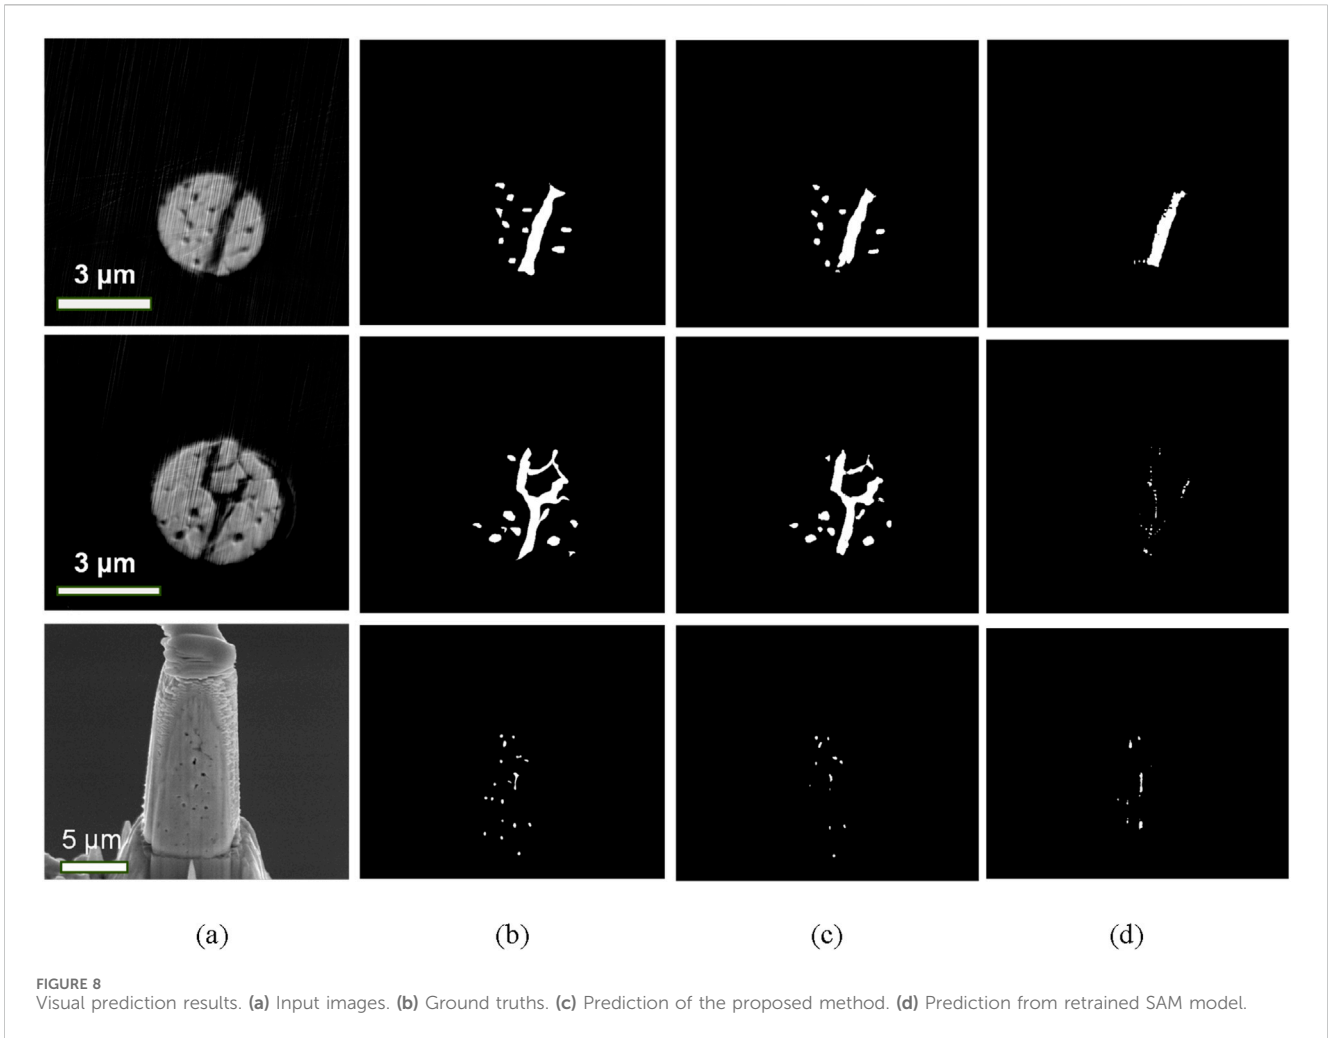 3 µm
3 µm
5 µm
(a)
(b)
(c)
(d)
FIGURE 8
Visual prediction results. (a) Input images. (b) Ground truths. (c) Prediction of the proposed method. (d) Prediction from retrained SAM model.